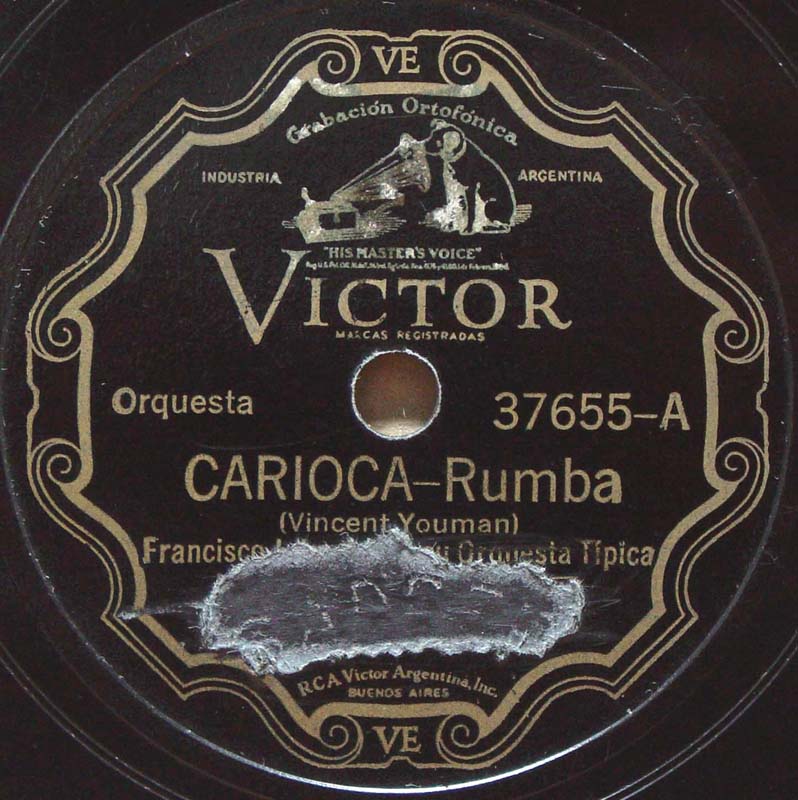 VE
Grabación Ortofónica
INDUSTRIA ARGENTINA
"HIS MASTER'S VOICE"
VICTOR
MARCAS REGISTRADAS
Orquesta 37655-A
CARIOCA-Rumba
(Vincent Youman)
Francisco Orquesta Típica
RCA Victor Argentina, Inc.
BUENOS AIRES
VE